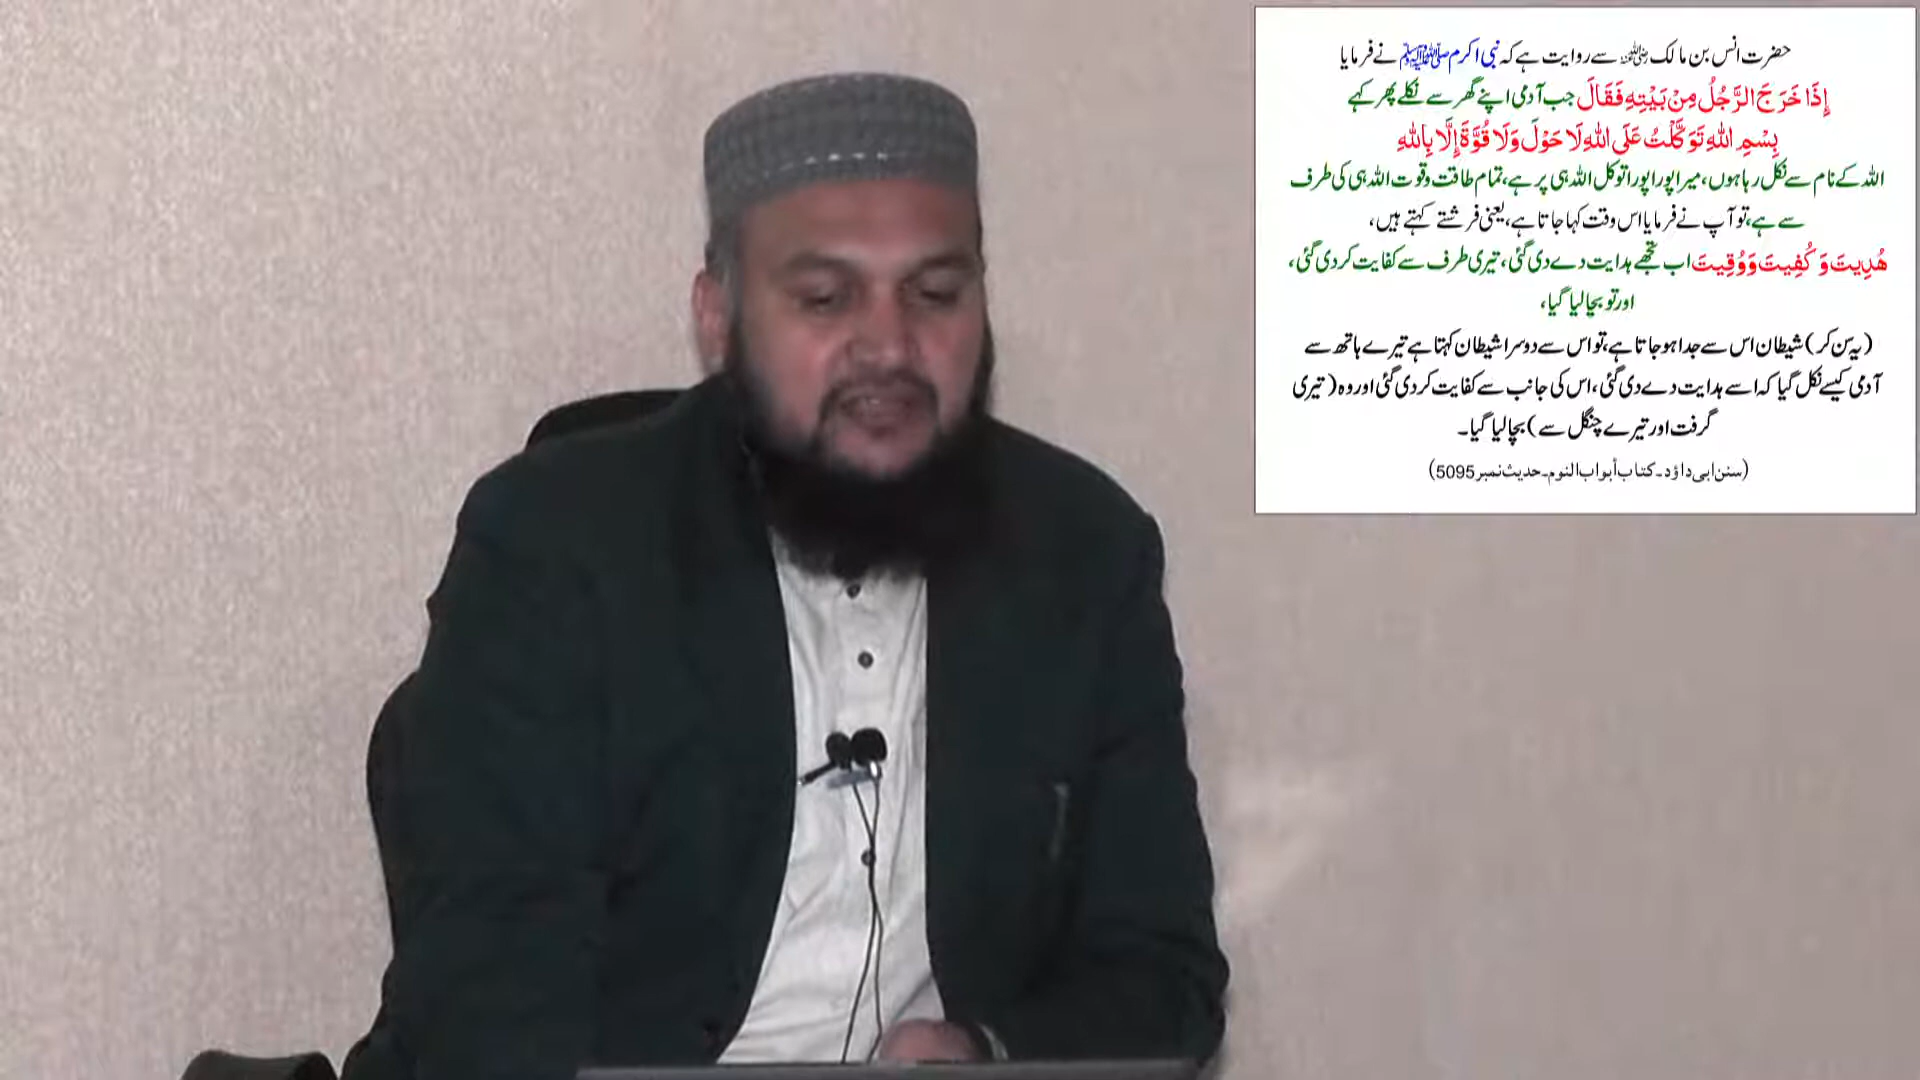 حضرت انس بن مالک رضی اللہ عنہ سے روایت ہے کہ نبی اکرم صلی اللہ علیہ وسلم نے فرمایا
إِذَا خَرَجَ الرَّجُلُ مِنْ بَيْتِهِ فَقَالَ جب آدمی اپنے گھر سے نکلے پھر کہے
بِسْمِ اللهِ تَوَكَّلْتُ عَلَى اللهِ لَا حَوْلَ وَلَا قُوَّةَ إِلَّا بِاللهِ
اللہ کے نام سے نکل رہا ہوں، میرا پورا پورا توکل اللہ ہی پر ہے، تمام طاقت وقوت اللہ ہی کی طرف
سے ہے، تو آپ نے فرمایا اس وقت کہا جاتا ہے، یعنی فرشتے کہتے ہیں،
هُدِيتَ وَ كُفِيتَ وَوُقِيتَ اب تجھے ہدایت دے دی گئی، تیری طرف سے کفایت کر دی گئی،
اور تو بچا لیا گیا،
(یہ سن کر) شیطان اس سے جدا ہو جاتا ہے، تو اس سے دوسرا شیطان کہتا ہے تیرے ہاتھ سے
آدمی کیسے نکل گیا کہ اسے ہدایت دے دی گئی، اس کی جانب سے کفایت کر دی گئی اور وہ (تیری
گرفت اور تیرے چنگل سے) بچا لیا گیا۔
(سنن ابی داؤد۔ کتاب أبواب النوم۔ حدیث نمبر 5095)